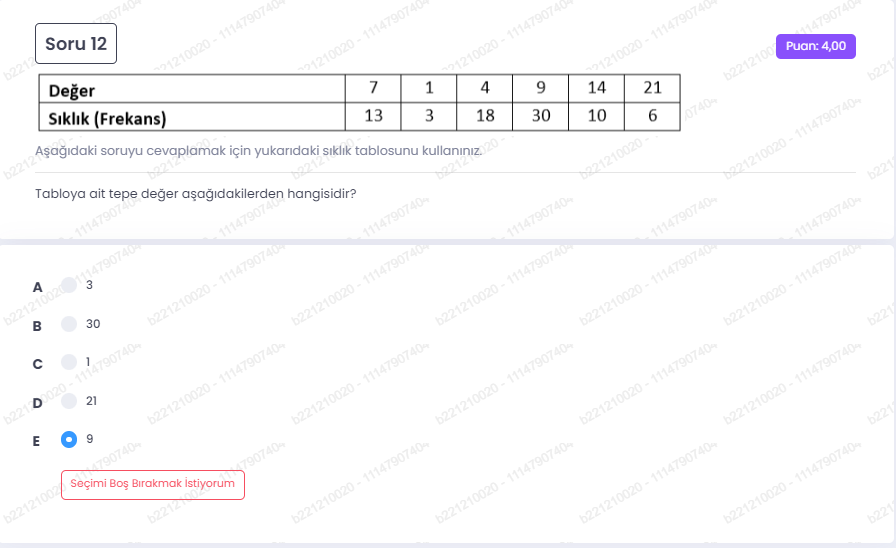 Soru 12
Puan: 4,00
Değer 7 1 4 9 14 21
Sıklık (Frekans) 13 3 18 30 10 6
Aşağıdaki soruyu cevaplamak için yukarıdaki sıklık tablosunu kullanınız.
Tabloya ait tepe değer aşağıdakilerden hangisidir?
A 3
B 30
C 1
D 21
E 9
Seçimi Boş Bırakmak İstiyorum
b221210020 - 11147907404